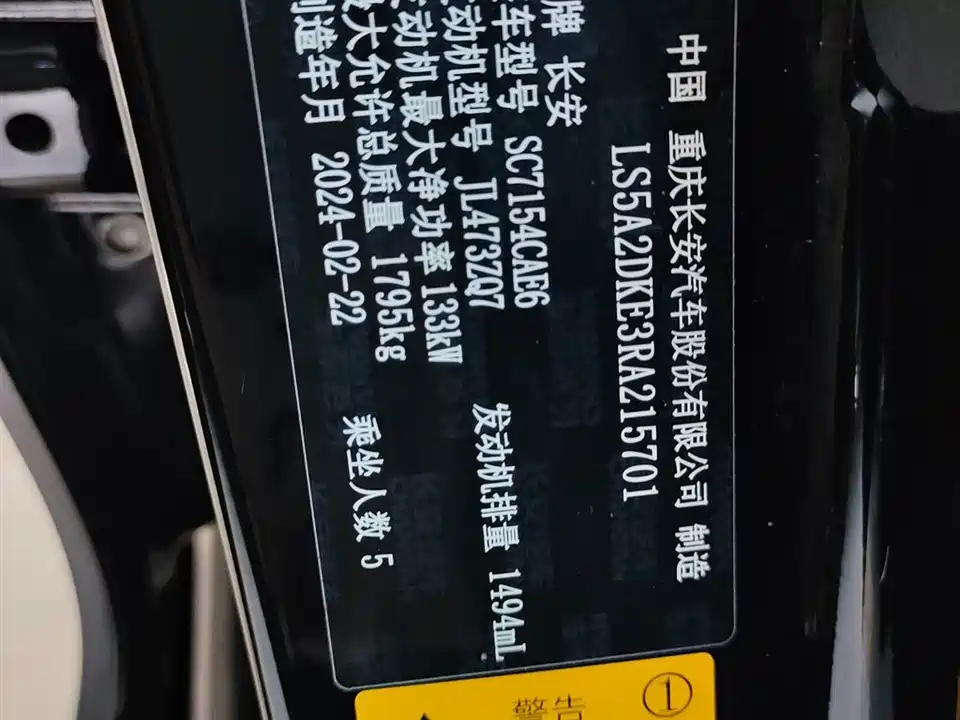 中国 重庆长安汽车股份有限公司 制造
LS5A2DKE3RA215701
牌 长安
车型号 SC7154CAE6
动机型号 JL473ZQ7 发动机排量 1494mL
动机最大净功率 133kW
大允许总质量 1795kg
造年月 2024-02-22 乘坐人数 5
警告 ①